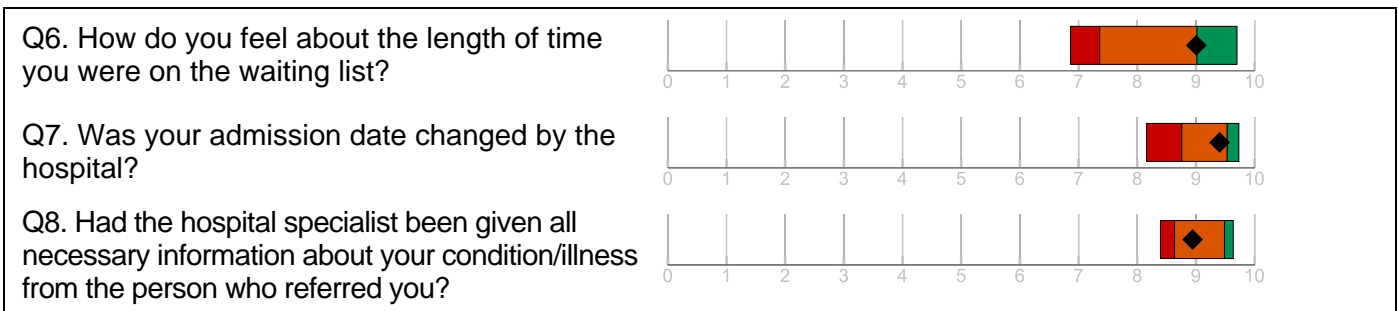 Q6. How do you feel about the length of time
you were on the waiting list?
0 1 2 3 4 5 6 7 8 9 10
Q7. Was your admission date changed by the
hospital?
0 1 2 3 4 5 6 7 8 9 10
Q8. Had the hospital specialist been given all
necessary information about your condition/illness
from the person who referred you?
0 1 2 3 4 5 6 7 8 9 10